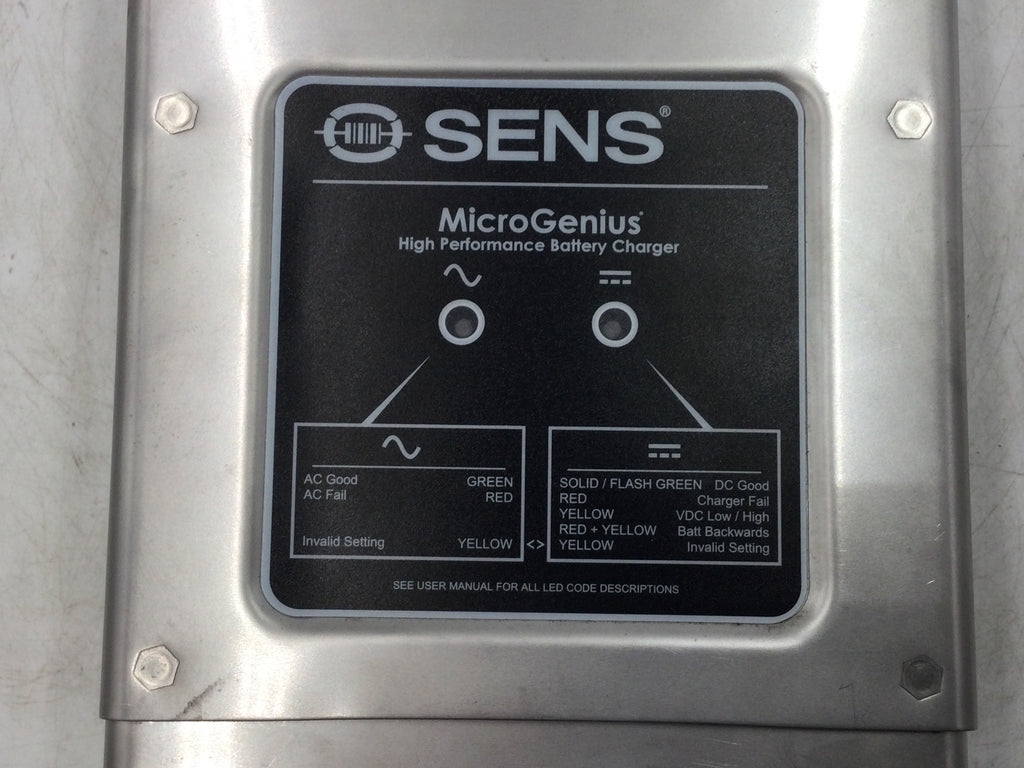 SENS®
MicroGenius®
High Performance Battery Charger
AC Good GREEN
AC Fail RED
Invalid Setting YELLOW
<>
SOLID / FLASH GREEN DC Good
RED Charger Fail
YELLOW VDC Low / High
RED + YELLOW Batt Backwards
YELLOW Invalid Setting
SEE USER MANUAL FOR ALL LED CODE DESCRIPTIONS